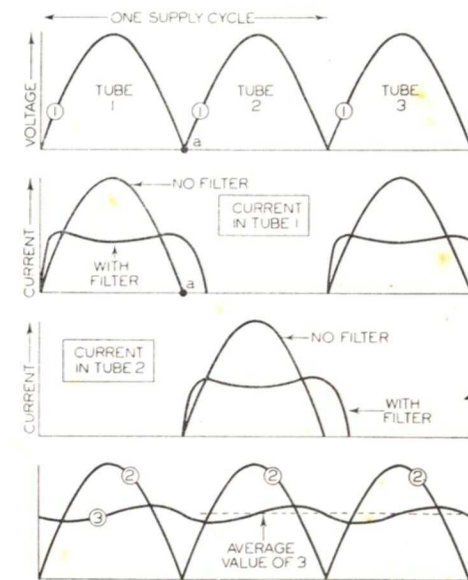 ONE SUPPLY CYCLE
VOLTAGE
TUBE
1
TUBE
2
TUBE
3
1
1
1
a
CURRENT
NO FILTER
WITH
FILTER
CURRENT
IN TUBE 1
a
CURRENT
CURRENT
IN TUBE 2
NO FILTER
WITH
FILTER
2
2
2
3
AVERAGE
VALUE OF 3